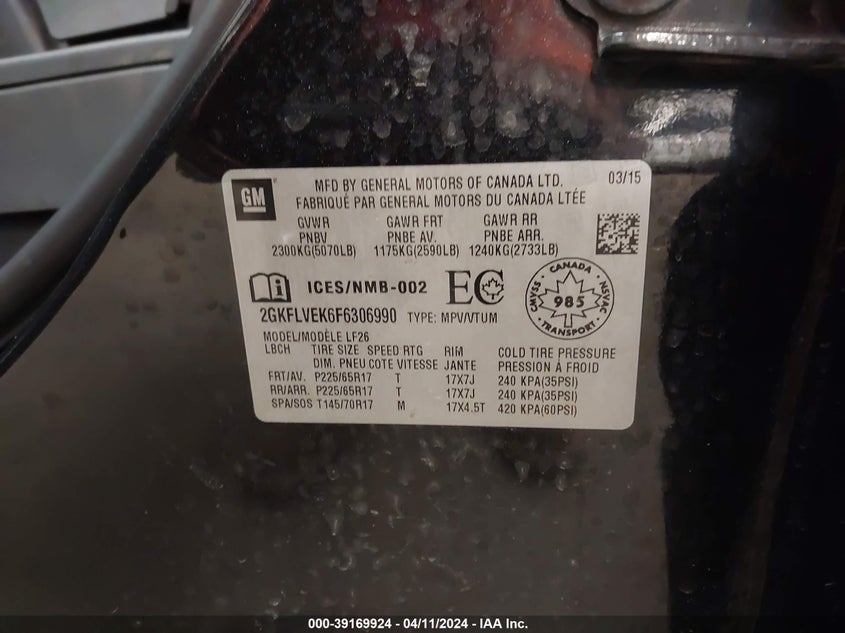 GM
MFD BY GENERAL MOTORS OF CANADA LTD. 03/15
FABRIQUÉ PAR GENERAL MOTORS DU CANADA LTÉE
GVWR GAWR FRT GAWR RR
PNBV PNBE AV. PNBE ARR.
2300KG(5070LB) 1175KG(2590LB) 1240KG(2733LB)
ICES/NMB-002 EC
CANADA
CMVSS 985 NSVAC
TRANSPORT
2GKFLVEK6F6306990 TYPE: MPV/VTUM
MODEL/MODÈLE LF26
LBCH TIRE SIZE SPEED RTG RIM COLD TIRE PRESSURE
DIM. PNEU COTE VITESSE JANTE PRESSION À FROID
FRT/AV. P225/65R17 T 17X7J 240 KPA(35PSI)
RR/ARR. P225/65R17 T 17X7J 240 KPA(35PSI)
SPA/SOS T145/70R17 M 17X4.5T 420 KPA(60PSI)
000-39169924 - 04/11/2024 - IAA Inc.